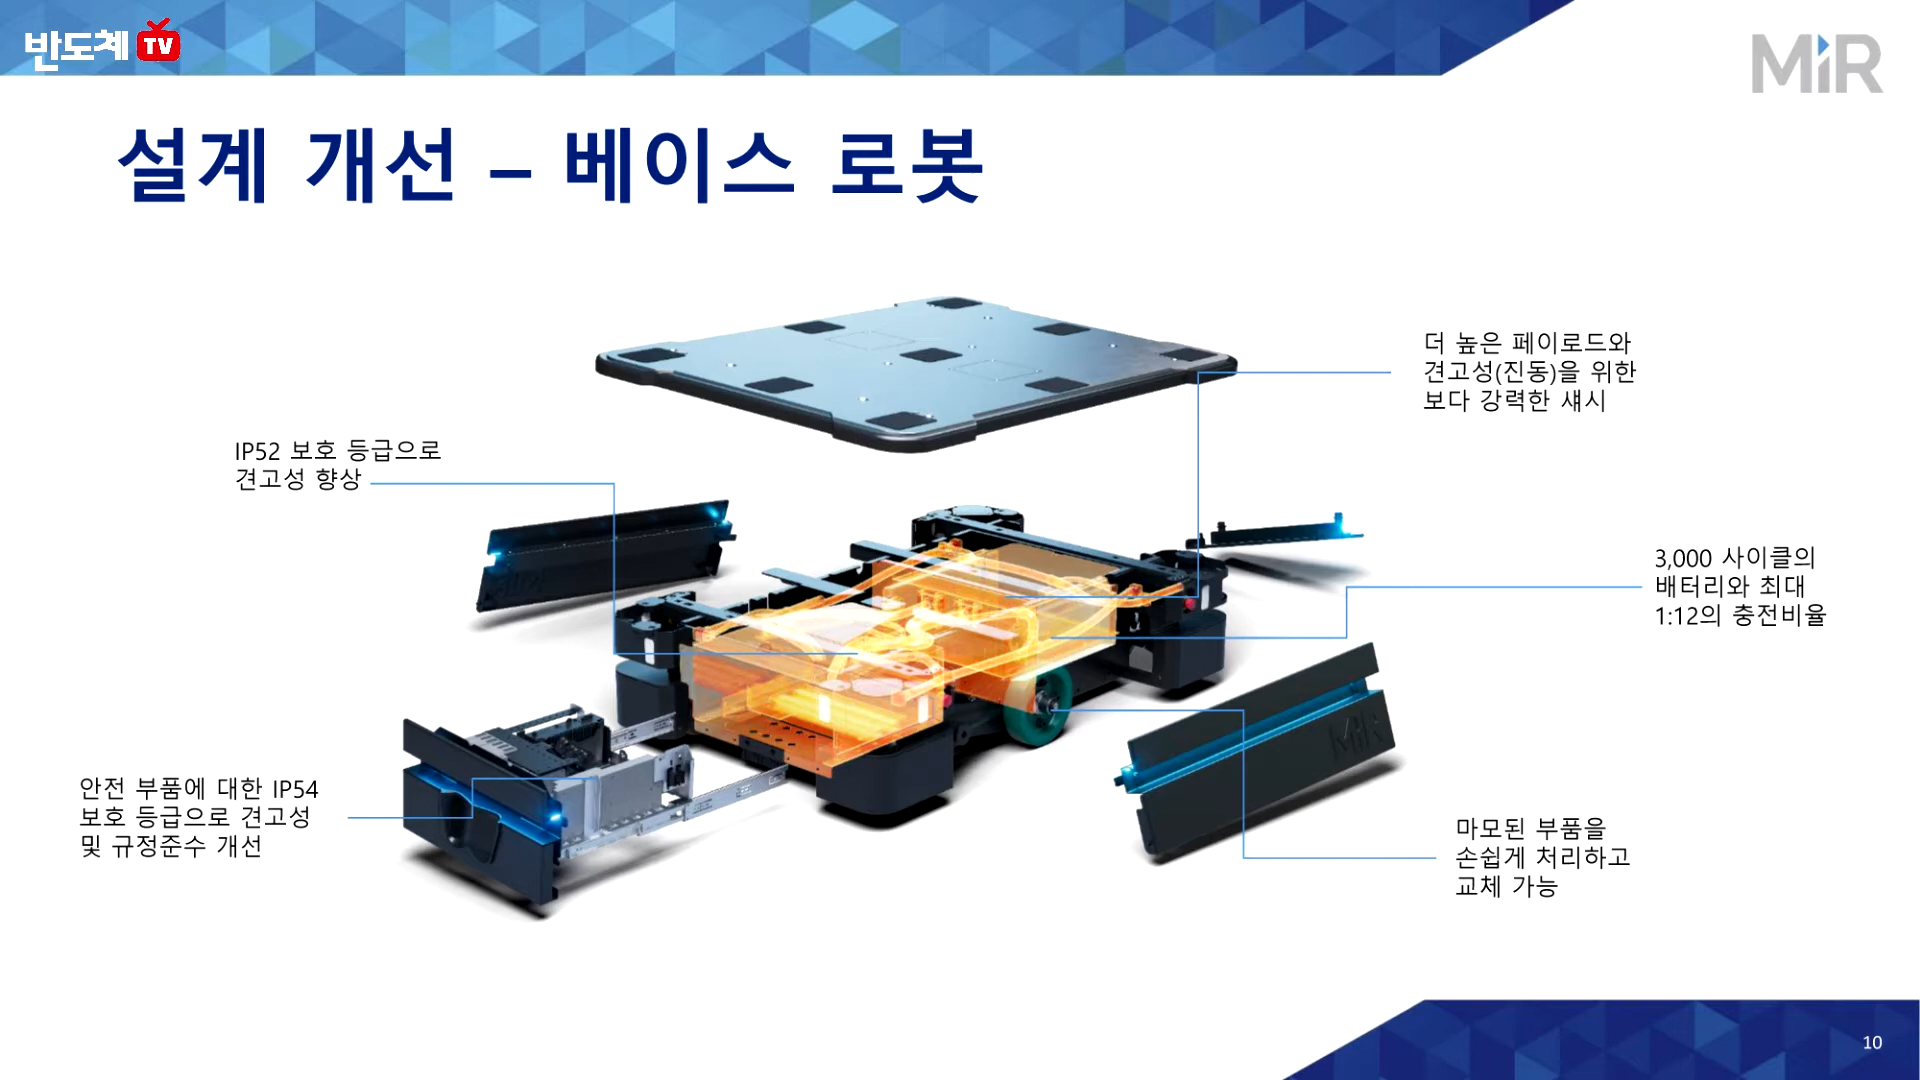 반도체 TV
MiR
설계 개선 – 베이스 로봇
더 높은 페이로드와
견고성(진동)을 위한
보다 강력한 섀시
IP52 보호 등급으로
견고성 향상
3,000 사이클의
배터리와 최대
1:12의 충전비율
MiR
안전 부품에 대한 IP54
보호 등급으로 견고성
및 규정준수 개선
마모된 부품을
손쉽게 처리하고
교체 가능
10